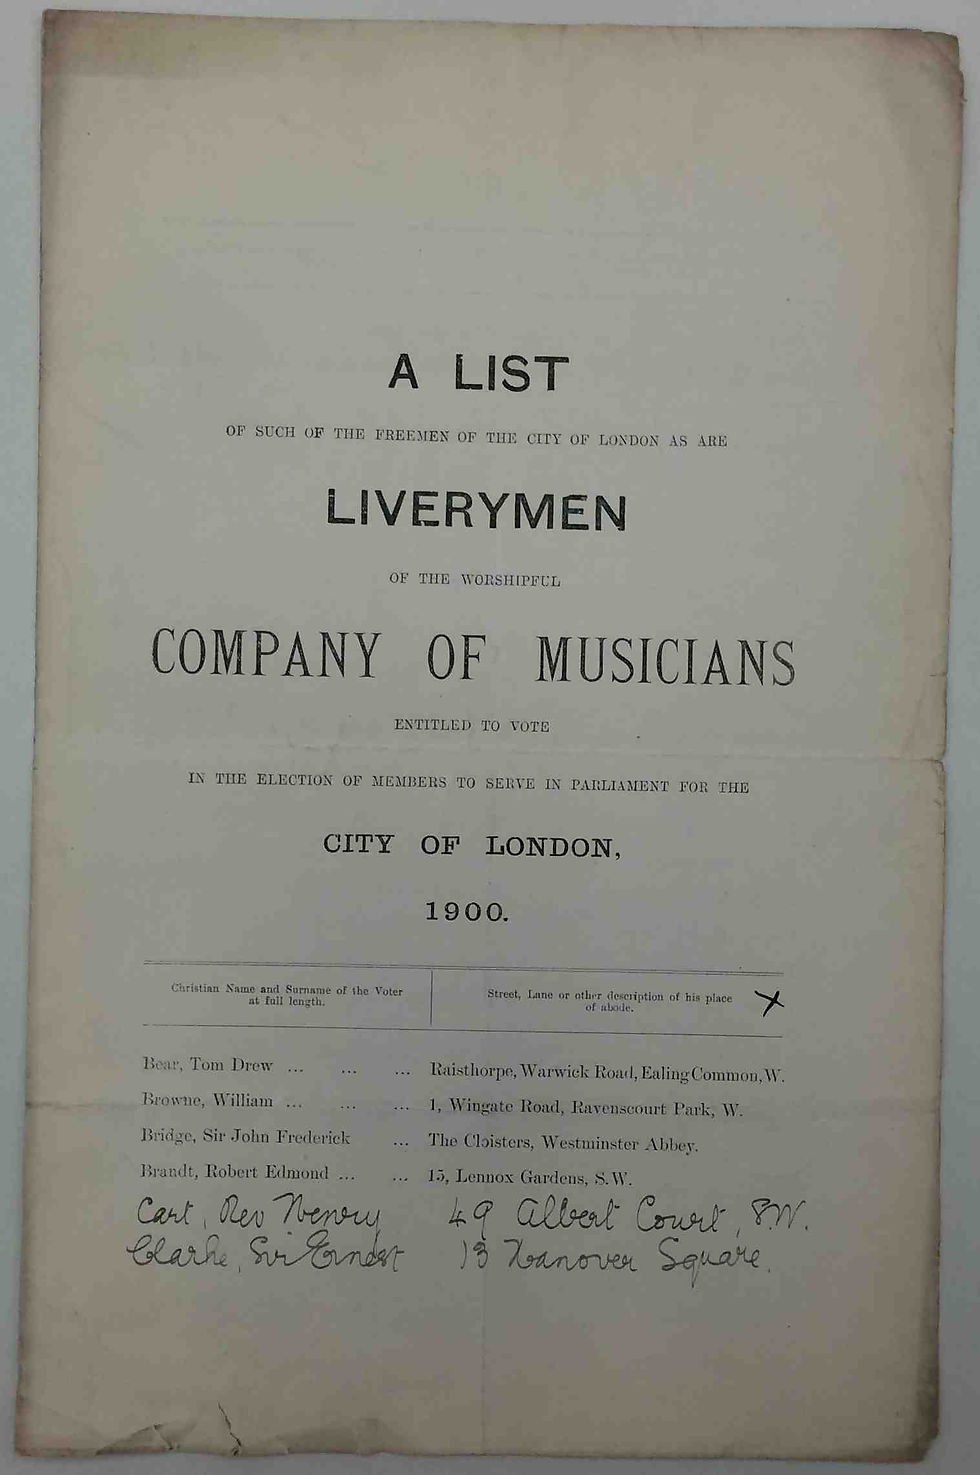 A LIST
OF SUCH OF THE FREEMEN OF THE CITY OF LONDON AS ARE
LIVERYMEN
OF THE WORSHIPFUL
COMPANY OF MUSICIANS
ENTITLED TO VOTE
IN THE ELECTION OF MEMBERS TO SERVE IN PARLIAMENT FOR THE
CITY OF LONDON,
1900.
Christian Name and Surname of the Voter
at full length.
Street, Lane or other description of his place
of abode.
Bear, Tom Drew ... ... ... Raisthorpe, Warwick Road, Ealing Common, W.
Browne, William ... ... ... 1, Wingate Road, Ravenscourt Park, W.
Bridge, Sir John Frederick ... The Cloisters, Westminster Abbey.
Brandt, Robert Edmond ... ... 15, Lennox Gardens, S.W.
Cart, Rev Henry 49 Albert Court, S.W.
Clarke, Sir Ernest 13 Hanover Square.